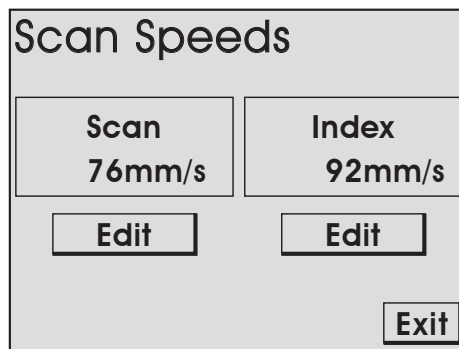 Scan Speeds
Scan
76mm/s
Index
92mm/s
Edit
Edit
Exit